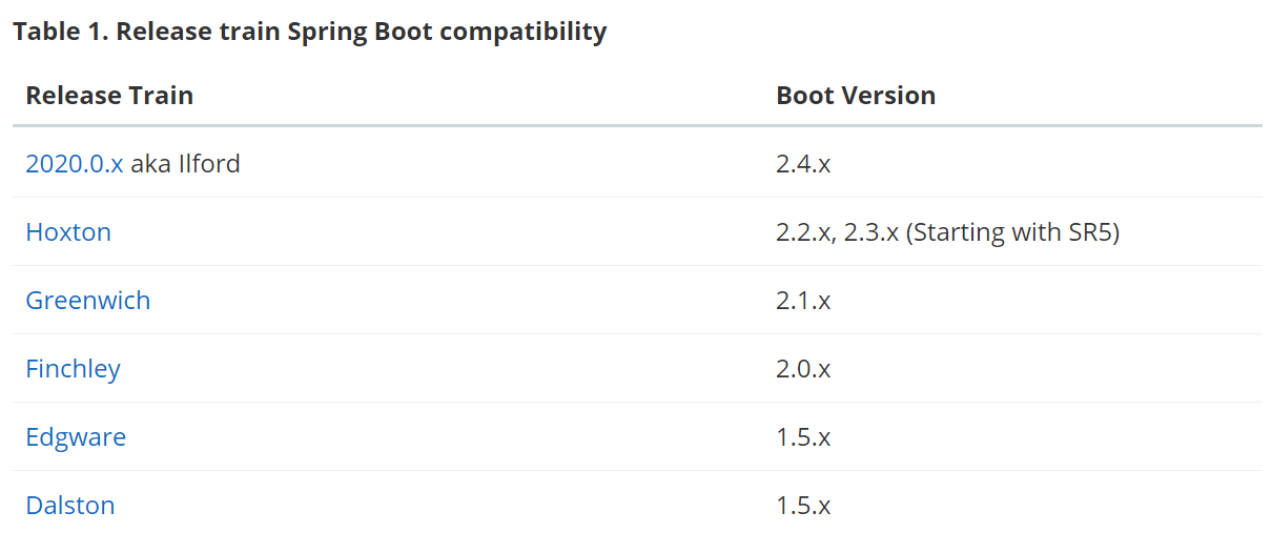 Table 1. Release train Spring Boot compatibility
Release Train Boot Version
2020.0.x aka Ilford 2.4.x
Hoxton 2.2.x, 2.3.x (Starting with SR5)
Greenwich 2.1.x
Finchley 2.0.x
Edgware 1.5.x
Dalston 1.5.x